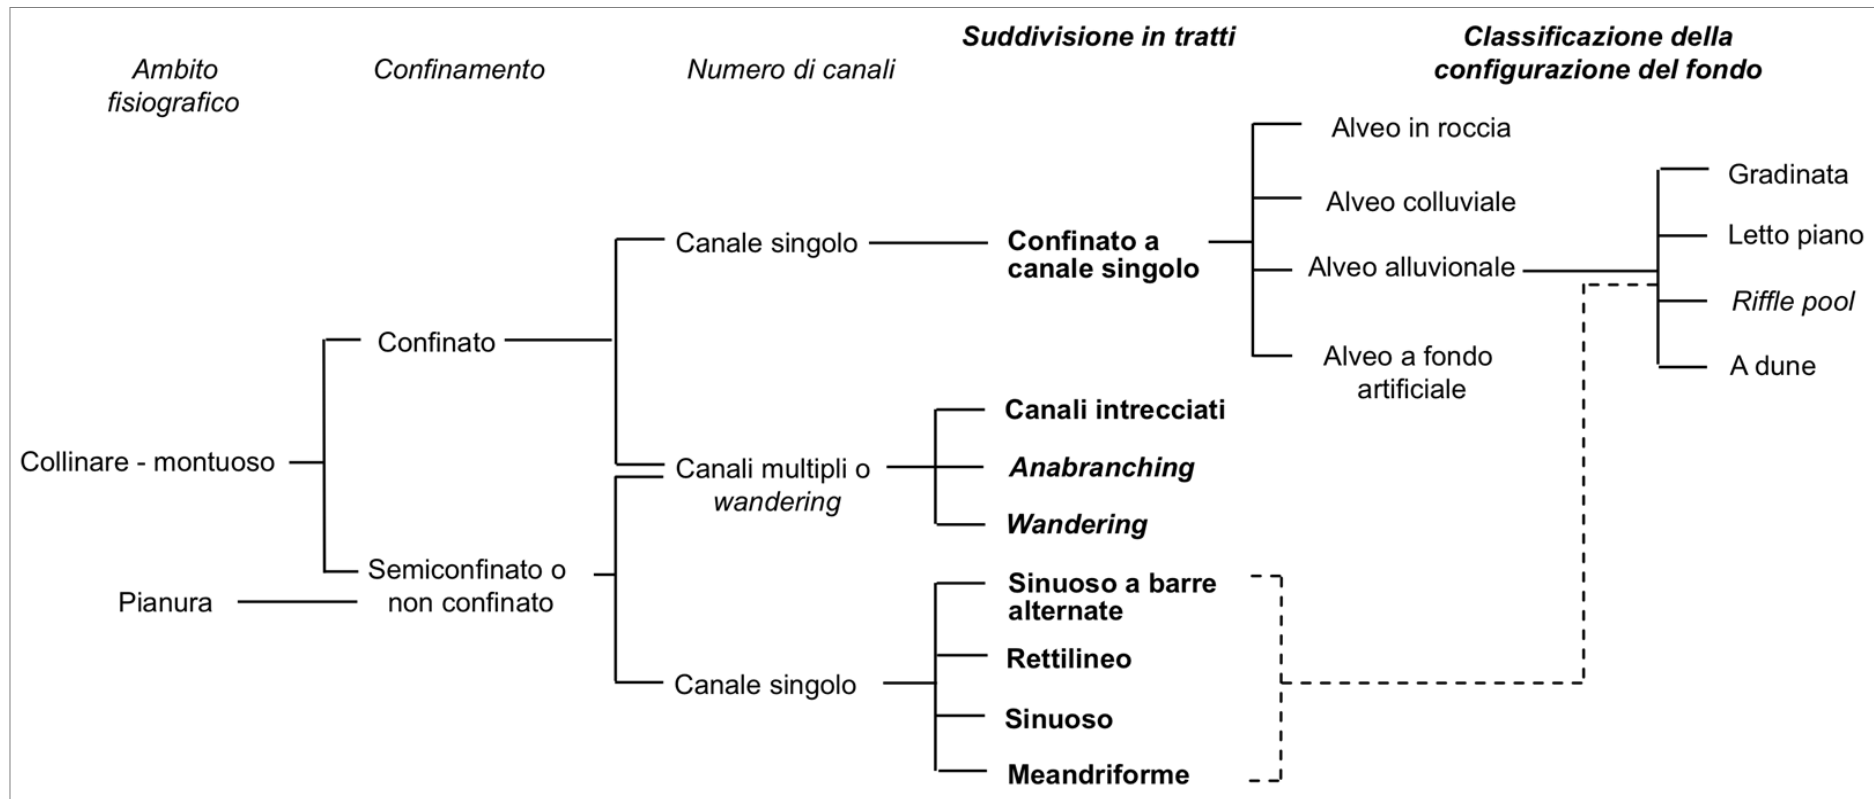 Suddivisione in tratti
Classificazione della
configurazione del fondo
Ambito
fisiografico
Confinamento
Numero di canali
Alveo in roccia
Alveo colluviale
Alveo alluvionale
Alveo a fondo
artificiale
Gradinata
Letto piano
Riffle pool
A dune
Canale singolo
Confinato a
canale singolo
Confinato
Canali intrecciati
Anabranching
Wandering
Collinare - montuoso
Canali multipli o
wandering
Semiconfinato o
non confinato
Pianura
Sinuoso a barre
alternate
Rettilineo
Canale singolo
Sinuoso
Meandriforme